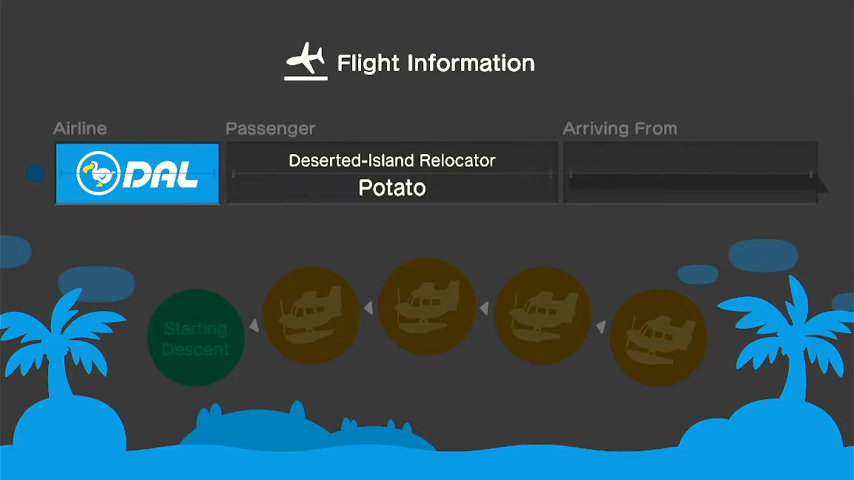 Flight Information
Airline
Passenger
Arriving From
DAL
Deserted-Island Relocator
Potato
Starting
Descent